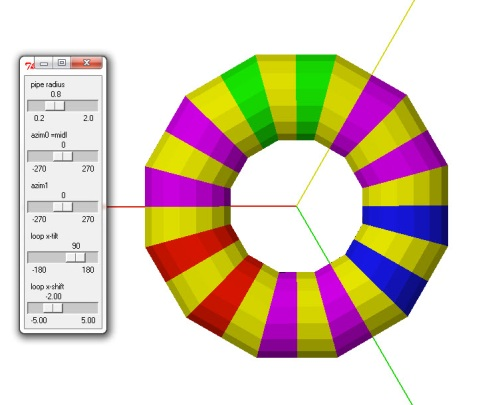 pipe radius
0.8
0.2 2.0
azim0 =midl
0
-270 270
azim1
0
-270 270
loop x-tilt
90
-180 180
loop x-shift
-2.00
-5.00 5.00